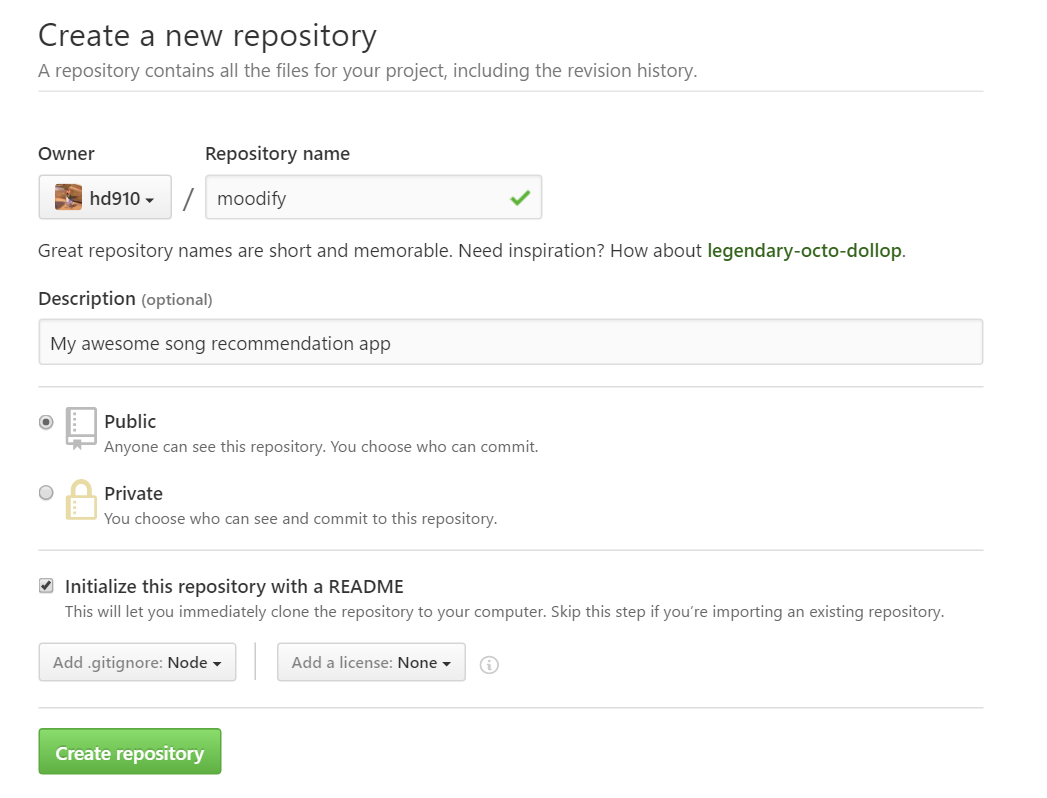 Create a new repository
A repository contains all the files for your project, including the revision history.
Owner Repository name
hd910 / moodify
Great repository names are short and memorable. Need inspiration? How about legendary-octo-dollop.
Description (optional)
My awesome song recommendation app
Public
Anyone can see this repository. You choose who can commit.
Private
You choose who can see and commit to this repository.
Initialize this repository with a README
This will let you immediately clone the repository to your computer. Skip this step if you’re importing an existing repository.
Add .gitignore: Node Add a license: None
Create repository